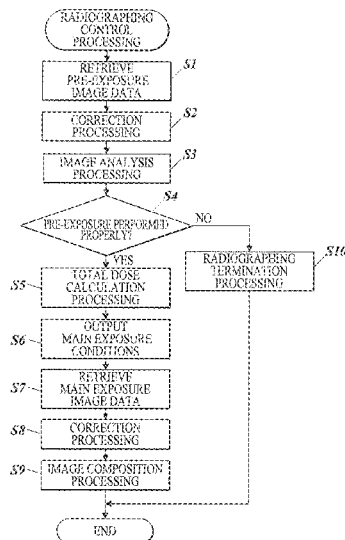 RADIOGRAPHING
CONTROL
PROCESSING
RETRIEVE
PRE-EXPOSURE
IMAGE DATA
S1
CORRECTION
PROCESSING
S2
IMAGE ANALYSIS
PROCESSING
S3
PRE-EXPOSURE PERFORMED
PROPERLY?
S4
NO
YES
TOTAL DOSE
CALCULATION
PROCESSING
S5
RADIOGRAPHING
TERMINATION
PROCESSING
S10
OUTPUT
MAIN EXPOSURE
CONDITIONS
S6
RETRIEVE
MAIN EXPOSURE
IMAGE DATA
S7
CORRECTION
PROCESSING
S8
IMAGE COMPOSITION
PROCESSING
S9
END